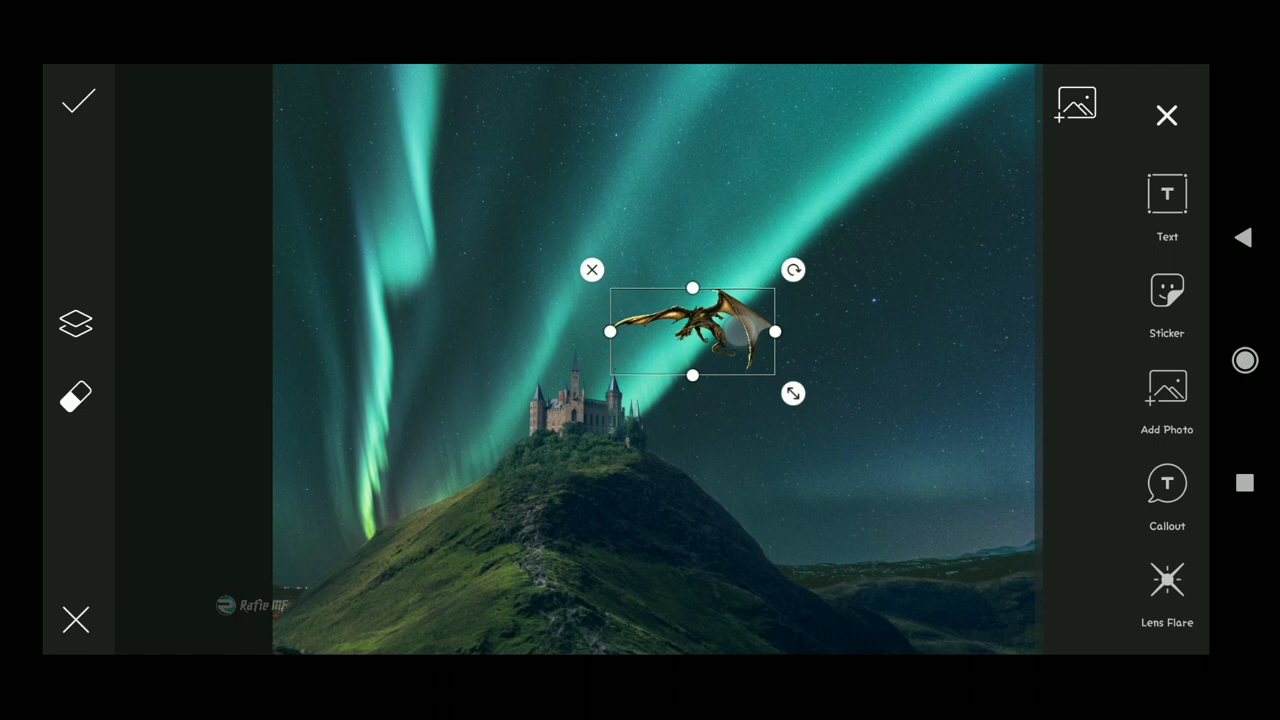 T
Text
Sticker
Add Photo
T
Callout
Lens Flare
Rafie MF